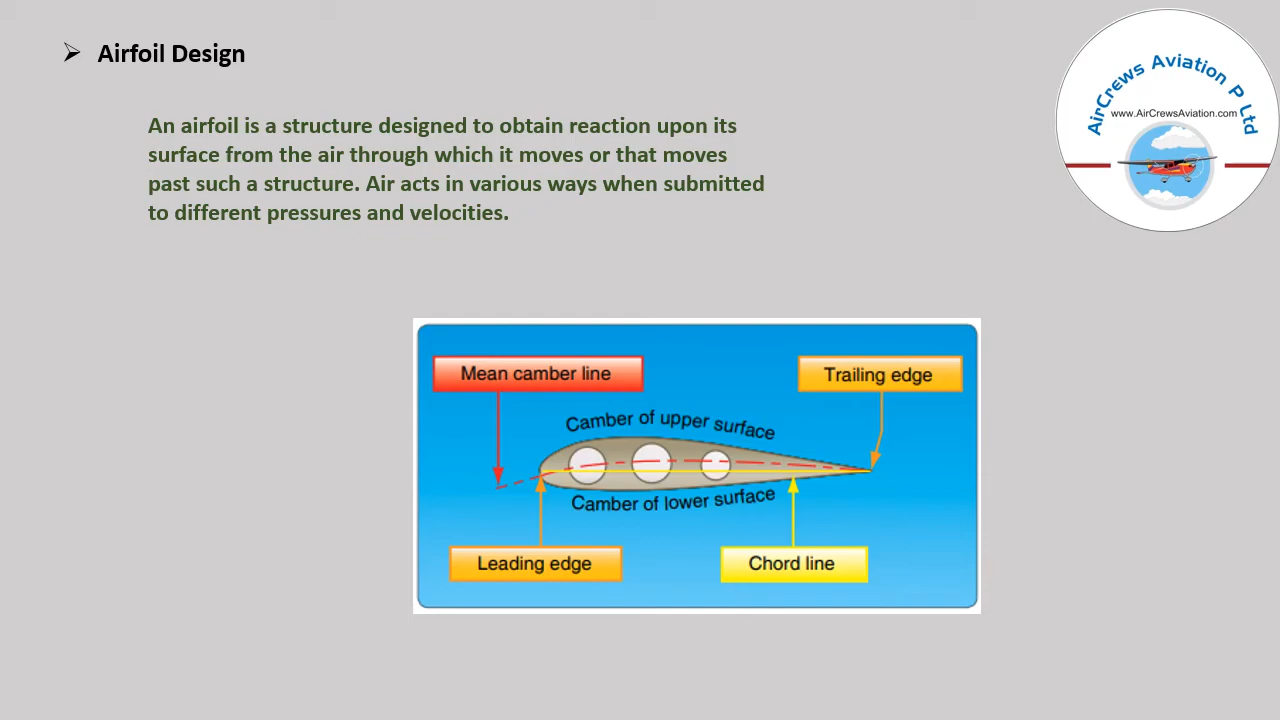 Airfoil Design
An airfoil is a structure designed to obtain reaction upon its
surface from the air through which it moves or that moves
past such a structure. Air acts in various ways when submitted
to different pressures and velocities.
AirCrews Aviation P Ltd
www.AirCrewsAviation.com
Mean camber line
Trailing edge
Camber of upper surface
Camber of lower surface
Leading edge
Chord line